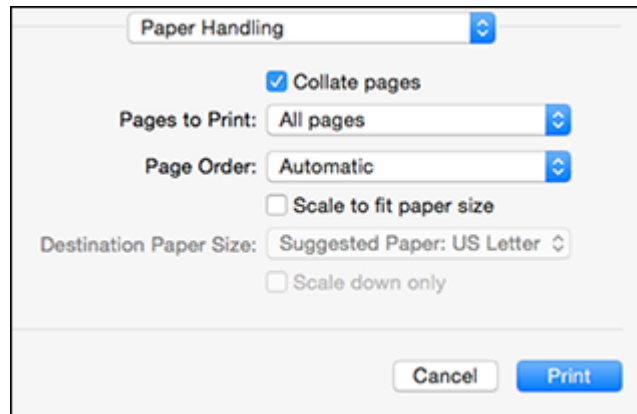 Paper Handling
Collate pages
Pages to Print: All pages
Page Order: Automatic
Scale to fit paper size
Destination Paper Size: Suggested Paper: US Letter
Scale down only
Cancel Print